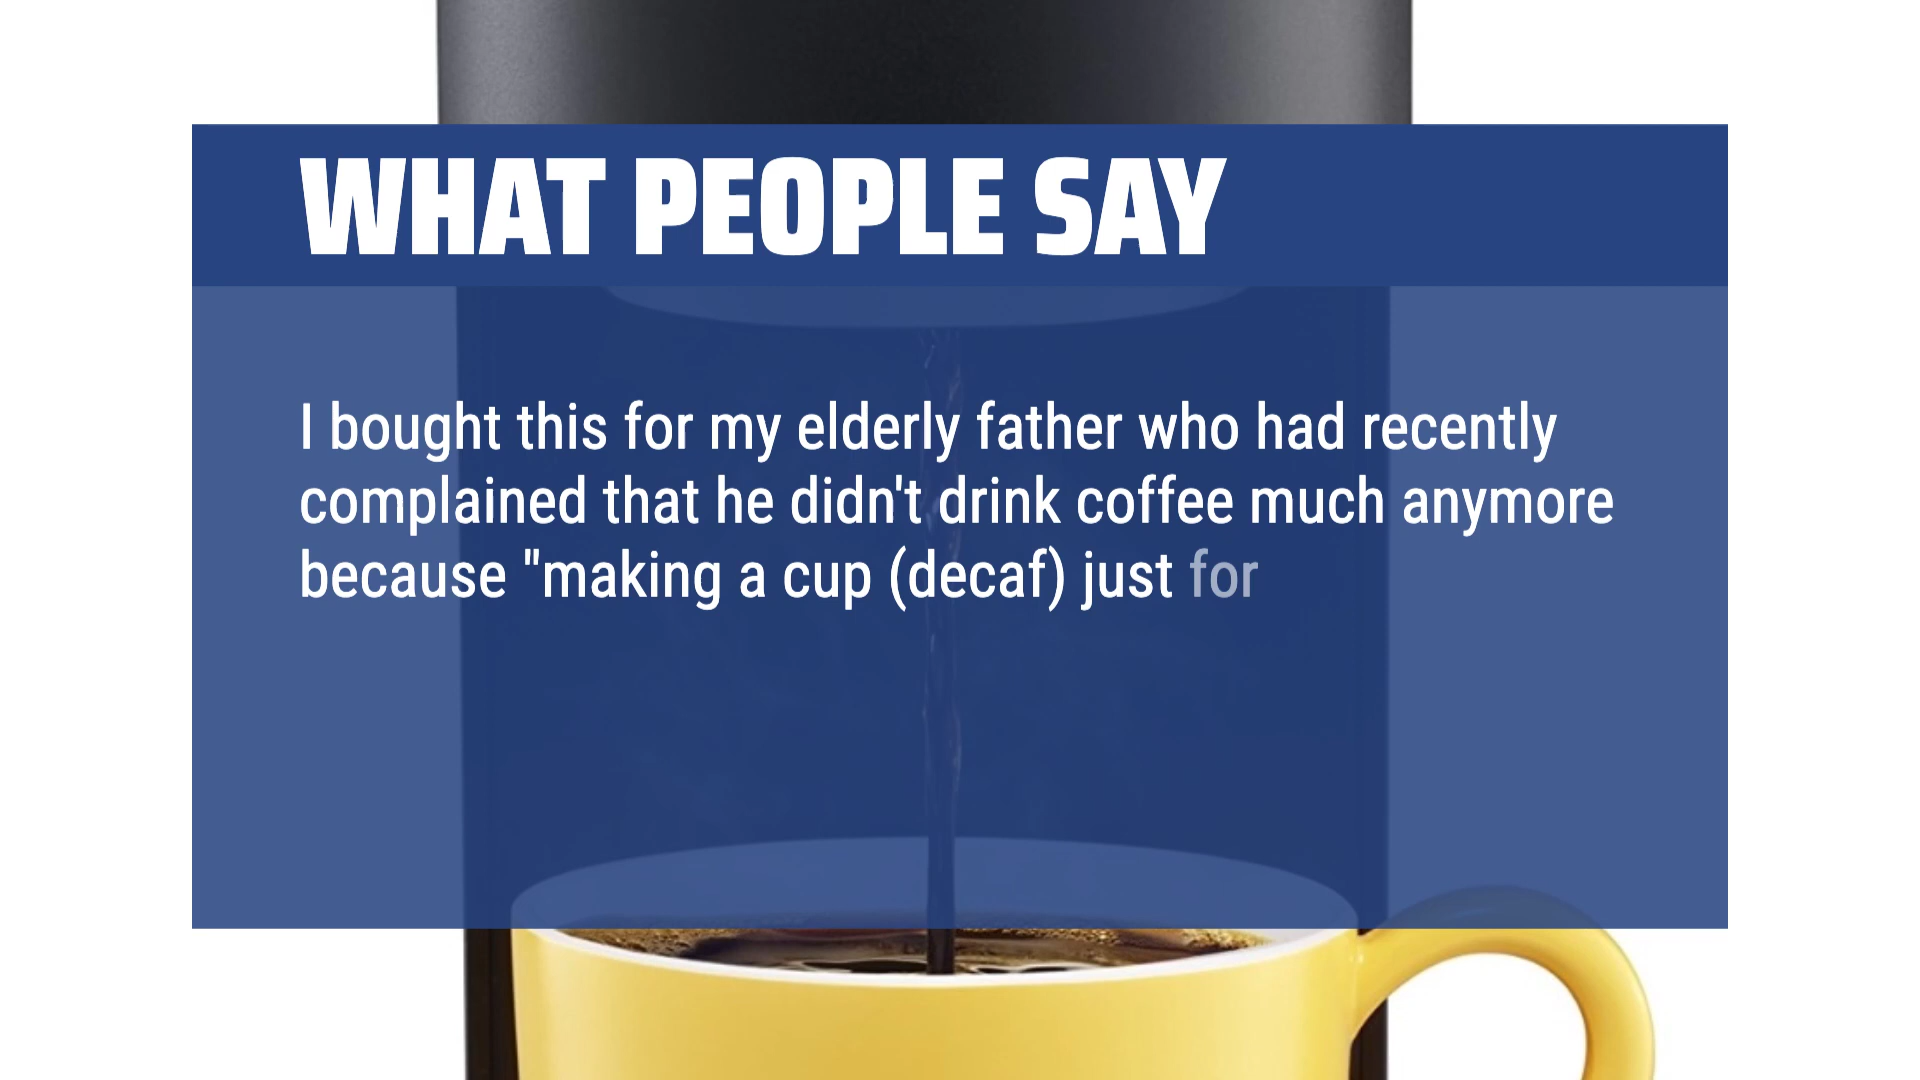 WHAT PEOPLE SAY
I bought this for my elderly father who had recently
complained that he didn't drink coffee much anymore
because "making a cup (decaf) just for